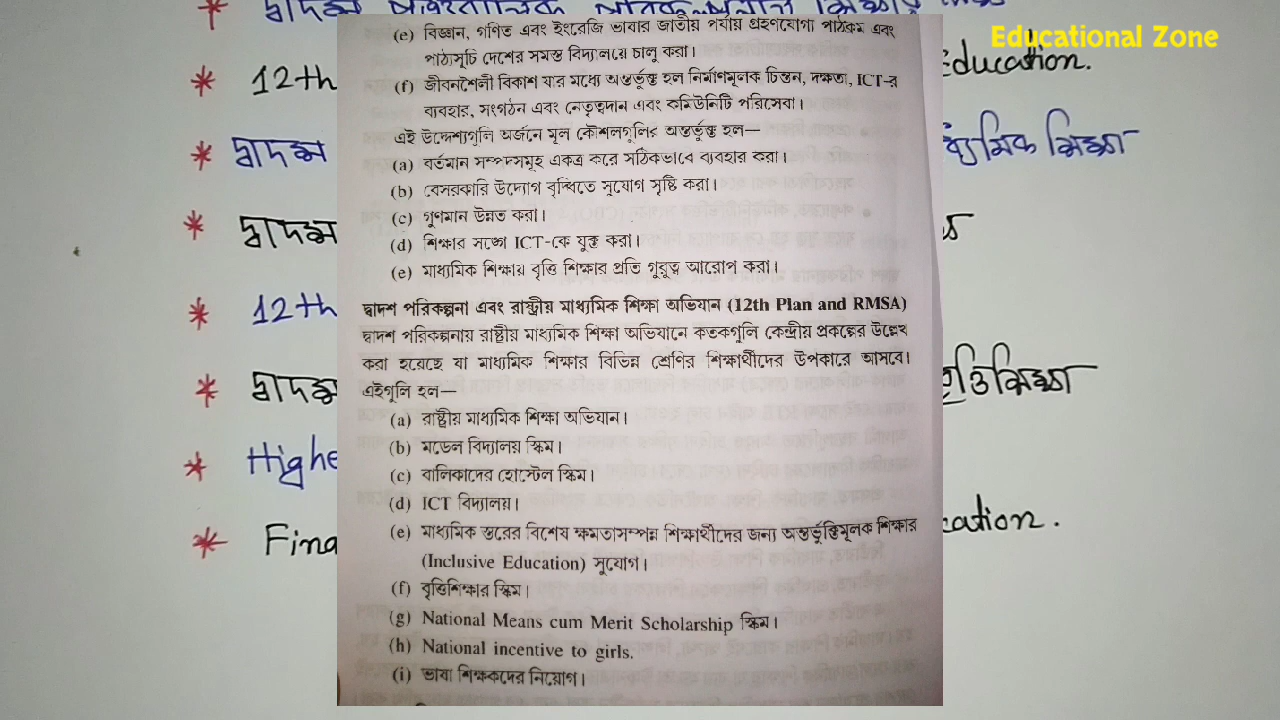 Educational Zone
(e) বিজ্ঞান, গণিত এবং ইংরেজি ভাষার জাতীয় পর্যায় গ্রহণযোগ্য পাঠক্রম এবং
পাঠ্যসূচি দেশের সমস্ত বিদ্যালয়ে চালু করা।
(f) জীবনশৈলী বিকাশ যার মধ্যে অন্তর্ভুক্ত হল নির্মাণমূলক চিন্তন, দক্ষতা, ICT-র
ব্যবহার, সংগঠন এবং নেতৃত্বদান এবং কমিউনিটি পরিসেবা।
এই উদ্দেশ্যগুলি অর্জনে মূল কৌশলগুলির অন্তর্ভুক্ত হল—
(a) বর্তমান সম্পদসমূহ একত্র করে সঠিকভাবে ব্যবহার করা।
(b) বেসরকারি উদ্যোগ বৃদ্ধিতে সুযোগ সৃষ্টি করা।
(c) গুণমান উন্নত করা।
(d) শিক্ষার সঙ্গে ICT-কে যুক্ত করা।
(e) মাধ্যমিক শিক্ষায় বৃত্তি শিক্ষার প্রতি গুরুত্ব আরোপ করা।
দ্বাদশ পরিকল্পনা এবং রাষ্ট্রীয় মাধ্যমিক শিক্ষা অভিযান (12th Plan and RMSA)
দ্বাদশ পরিকল্পনায় রাষ্ট্রীয় মাধ্যমিক শিক্ষা অভিযানে কতকগুলি কেন্দ্রীয় প্রকল্পের উল্লেখ
করা হয়েছে যা মাধ্যমিক শিক্ষার বিভিন্ন শ্রেণির শিক্ষার্থীদের উপকারে আসবে।
এইগুলি হল—
(a) রাষ্ট্রীয় মাধ্যমিক শিক্ষা অভিযান।
(b) মডেল বিদ্যালয় স্কিম।
(c) বালিকাদের হোস্টেল স্কিম।
(d) ICT বিদ্যালয়।
(e) মাধ্যমিক স্তরের বিশেষ ক্ষমতাসম্পন্ন শিক্ষার্থীদের জন্য অন্তর্ভুক্তিমূলক শিক্ষার
(Inclusive Education) সুযোগ।
(f) বৃত্তিশিক্ষার স্কিম।
(g) National Means cum Merit Scholarship স্কিম।
(h) National incentive to girls.
(i) ভাষা শিক্ষকদের নিয়োগ।
12th
Education.
দ্বাদশ
দ্বাদশ
12th
দ্বাদশ